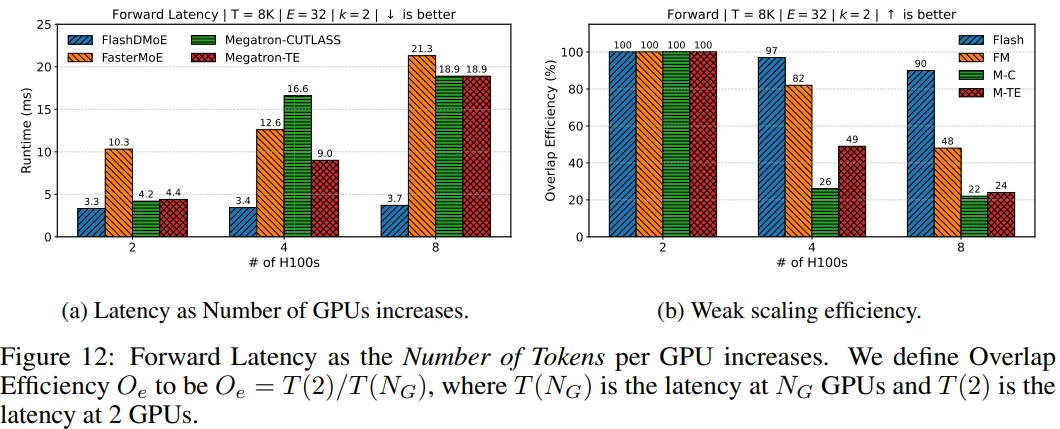 Forward Latency | T = 8K | E = 32 | k = 2 | ↓ is better
25
20
15
10
5
0
Runtime (ms)
FlashDMoE
FasterMoE
Megatron-CUTLASS
Megatron-TE
3.3
10.3
4.2
4.4
3.4
12.6
16.6
9.0
3.7
21.3
18.9
18.9
2
4
8
# of H100s
(a) Latency as Number of GPUs increases.
Forward | T = 8K | E = 32 | k = 2 | ↑ is better
100
80
60
40
20
0
Overlap Efficiency (%)
Flash
FM
M-C
M-TE
100
100
100
100
97
82
26
49
90
48
22
24
2
4
8
# of H100s
(b) Weak scaling efficiency.
Figure 12: Forward Latency as the Number of Tokens per GPU increases. We define Overlap
Efficiency Oe to be Oe = T(2)/T(NG), where T(NG) is the latency at NG GPUs and T(2) is the
latency at 2 GPUs.